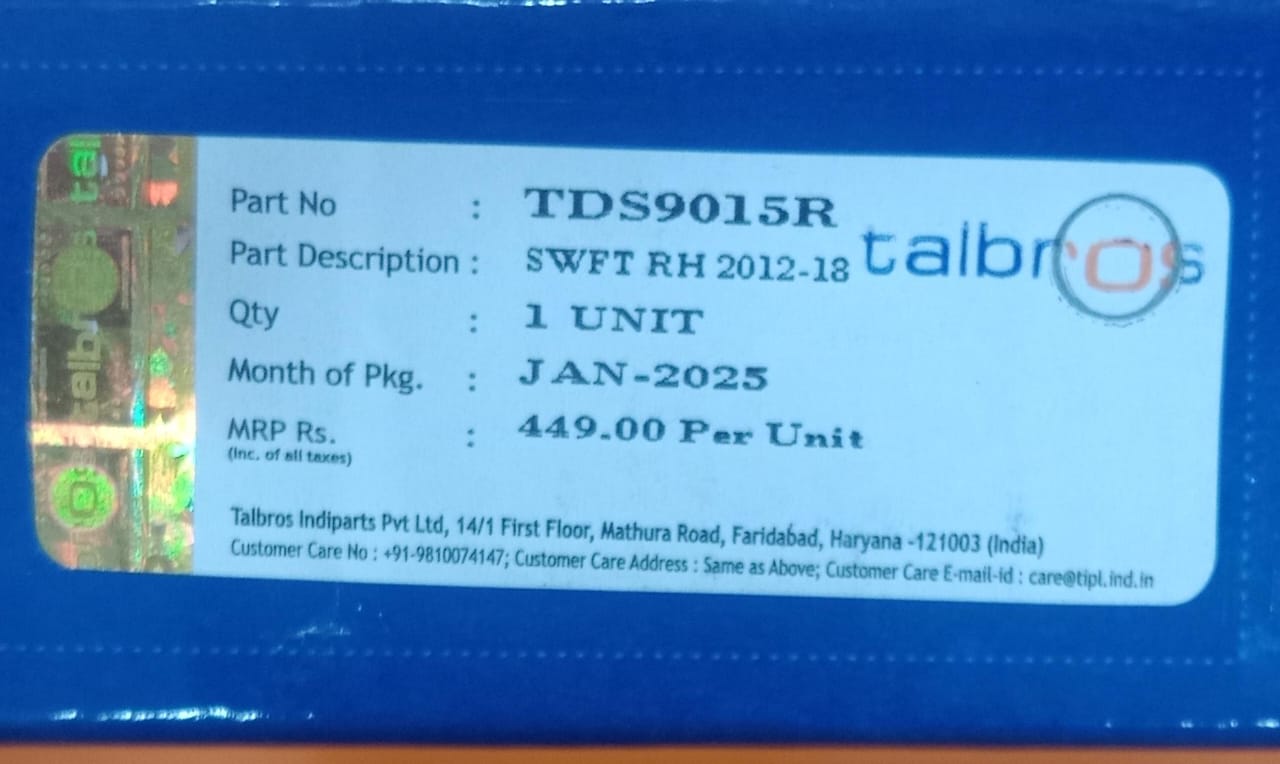 Part No : TDS9015R
Part Description : SWFT RH 2012-18
talbros
Qty : 1 UNIT
Month of Pkg. : JAN-2025
MRP Rs. : 449.00 Per Unit
(Inc. of all taxes)
Talbros Indiparts Pvt Ltd, 14/1 First Floor, Mathura Road, Faridabad, Haryana -121003 (India)
Customer Care No : +91-9810074147; Customer Care Address : Same as Above; Customer Care E-mail-id : care@tipl.ind.in
tal
talbr